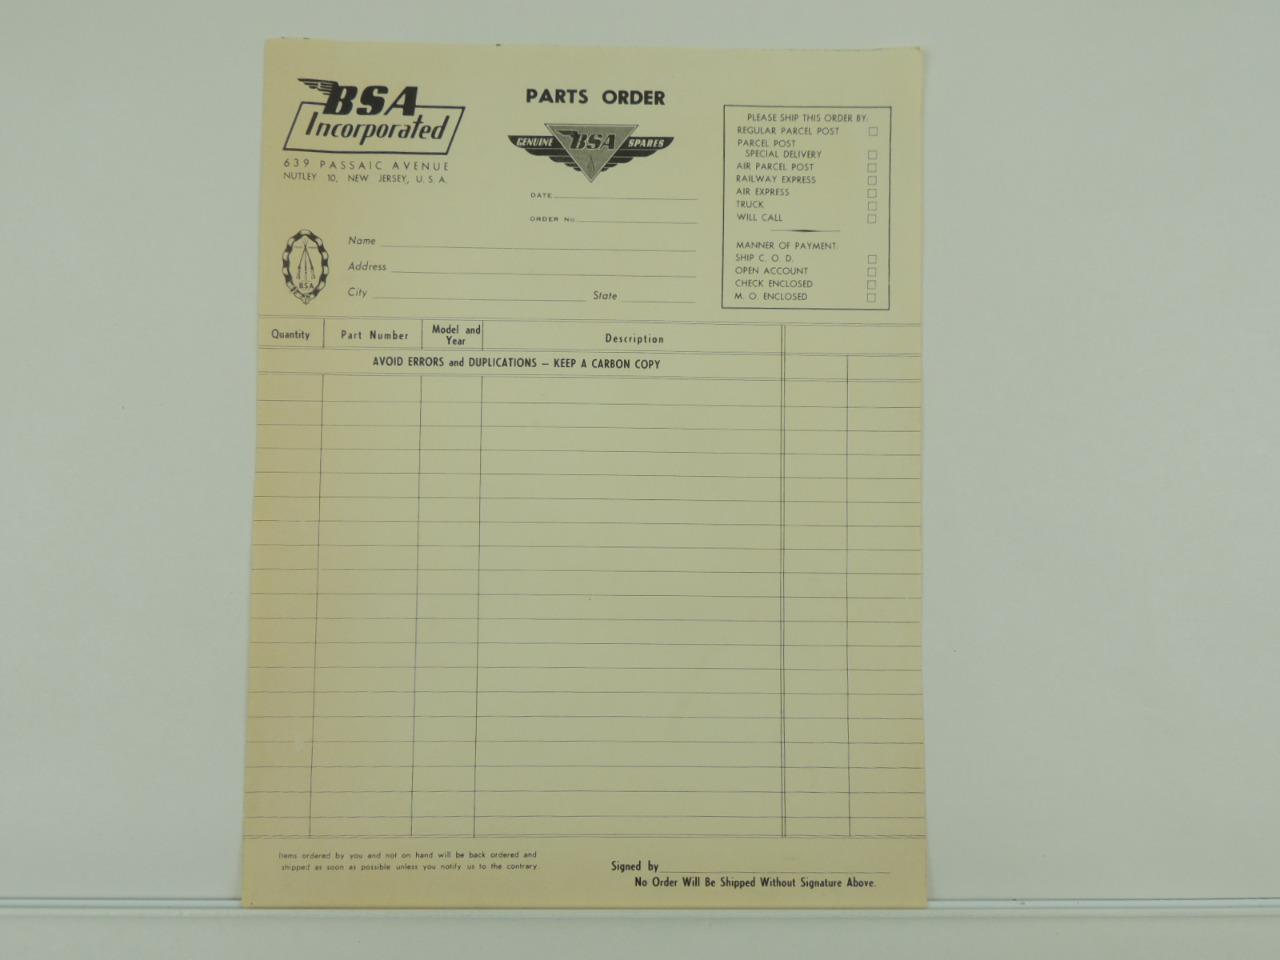 BSA
Incorporated
639 PASSAIC AVENUE
NUTLEY 10, NEW JERSEY, U. S. A.
PARTS ORDER
GENUINE BSA SPARES
DATE
ORDER No.
PLEASE SHIP THIS ORDER BY:
REGULAR PARCEL POST
PARCEL POST
SPECIAL DELIVERY
AIR PARCEL POST
RAILWAY EXPRESS
AIR EXPRESS
TRUCK
WILL CALL
MANNER OF PAYMENT:
SHIP C. O. D.
OPEN ACCOUNT
CHECK ENCLOSED
M. O. ENCLOSED
BSA
Name
Address
City State
Quantity Part Number Model and Year Description
AVOID ERRORS and DUPLICATIONS — KEEP A CARBON COPY
Items ordered by you and not on hand will be back ordered and
shipped as soon as possible unless you notify us to the contrary.
Signed by
No Order Will Be Shipped Without Signature Above.